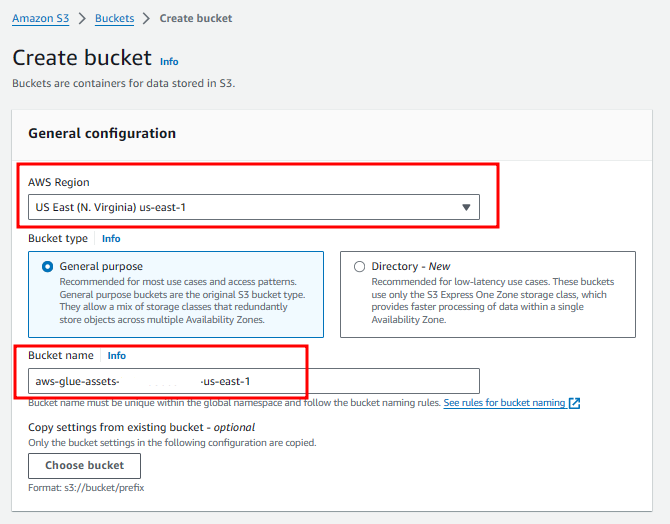 Amazon S3 > Buckets > Create bucket
Create bucket Info
Buckets are containers for data stored in S3.
General configuration
AWS Region
US East (N. Virginia) us-east-1
Bucket type Info
General purpose
Recommended for most use cases and access patterns.
General purpose buckets are the original S3 bucket type.
They allow a mix of storage classes that redundantly
store objects across multiple Availability Zones.
Directory - New
Recommended for low-latency use cases. These buckets
use only the S3 Express One Zone storage class, which
provides faster processing of data within a single
Availability Zone.
Bucket name Info
aws-glue-assets- -us-east-1
Bucket name must be unique within the global namespace and follow the bucket naming rules. See rules for bucket naming
Copy settings from existing bucket - optional
Only the bucket settings in the following configuration are copied.
Choose bucket
Format: s3://bucket/prefix